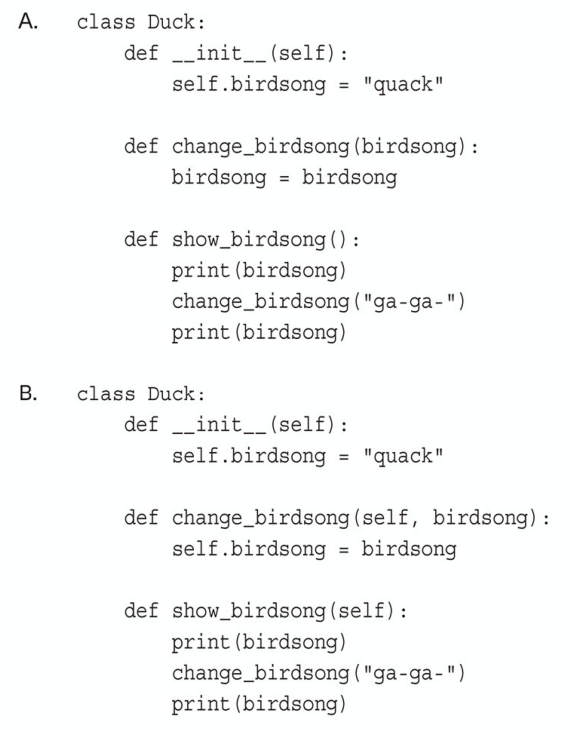 A. class Duck:
def __init__(self):
self.birdsong = "quack"
def change_birdsong(birdsong):
birdsong = birdsong
def show_birdsong():
print(birdsong)
change_birdsong("ga-ga-")
print(birdsong)
B. class Duck:
def __init__(self):
self.birdsong = "quack"
def change_birdsong(self, birdsong):
self.birdsong = birdsong
def show_birdsong(self):
print(birdsong)
change_birdsong("ga-ga-")
print(birdsong)